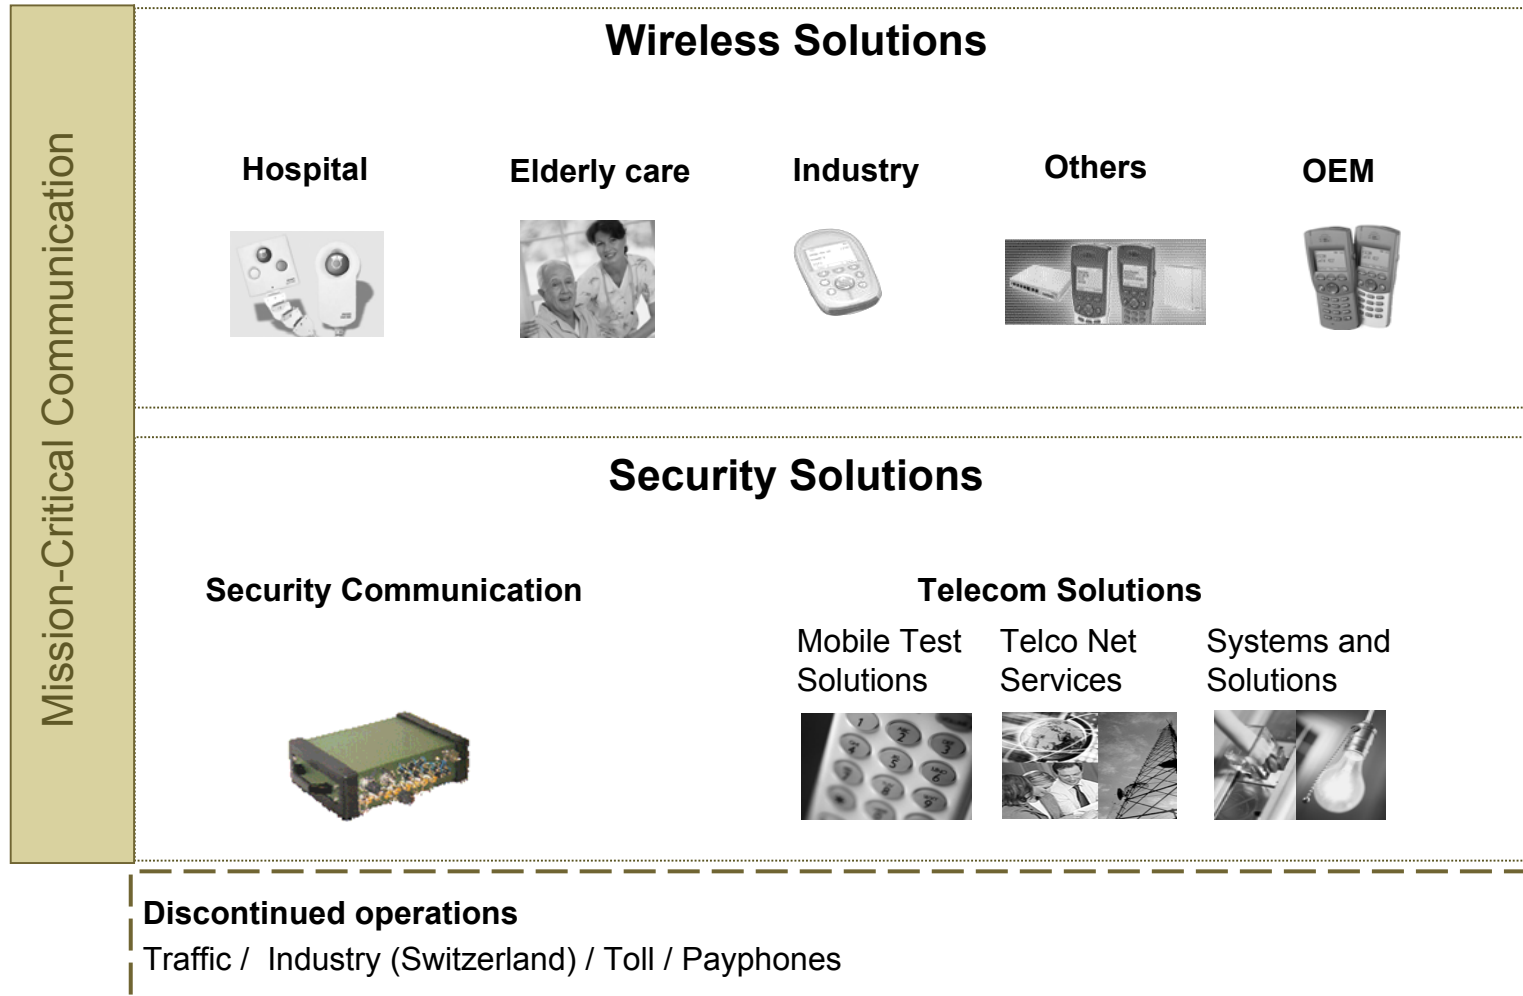 Mission-Critical Communication
Wireless Solutions
Hospital
Elderly care
Industry
Others
OEM
Security Solutions
Security Communication
Telecom Solutions
Mobile Test
Solutions
Telco Net
Services
Systems and
Solutions
Discontinued operations
Traffic /  Industry (Switzerland) / Toll / Payphones